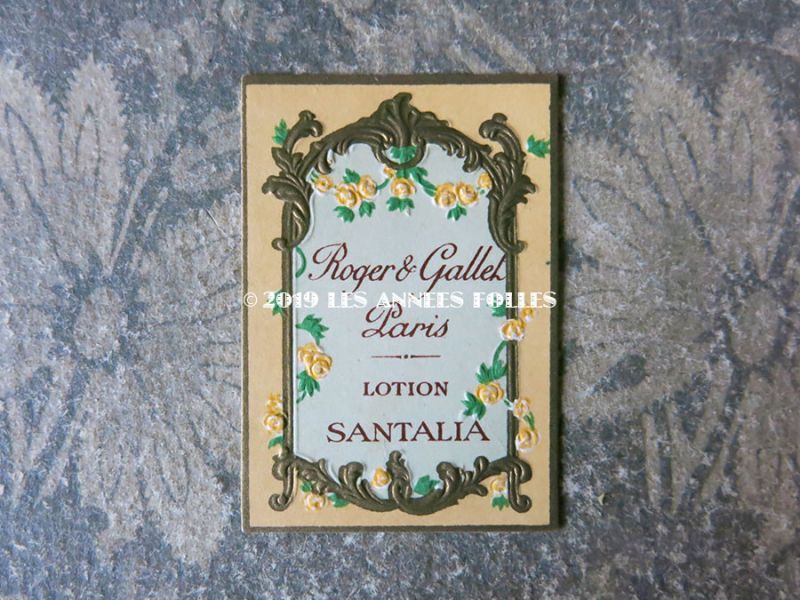 Roger & Gallet
© 2019 LES ANNEES FOLLES
Paris
LOTION
SANTALIA